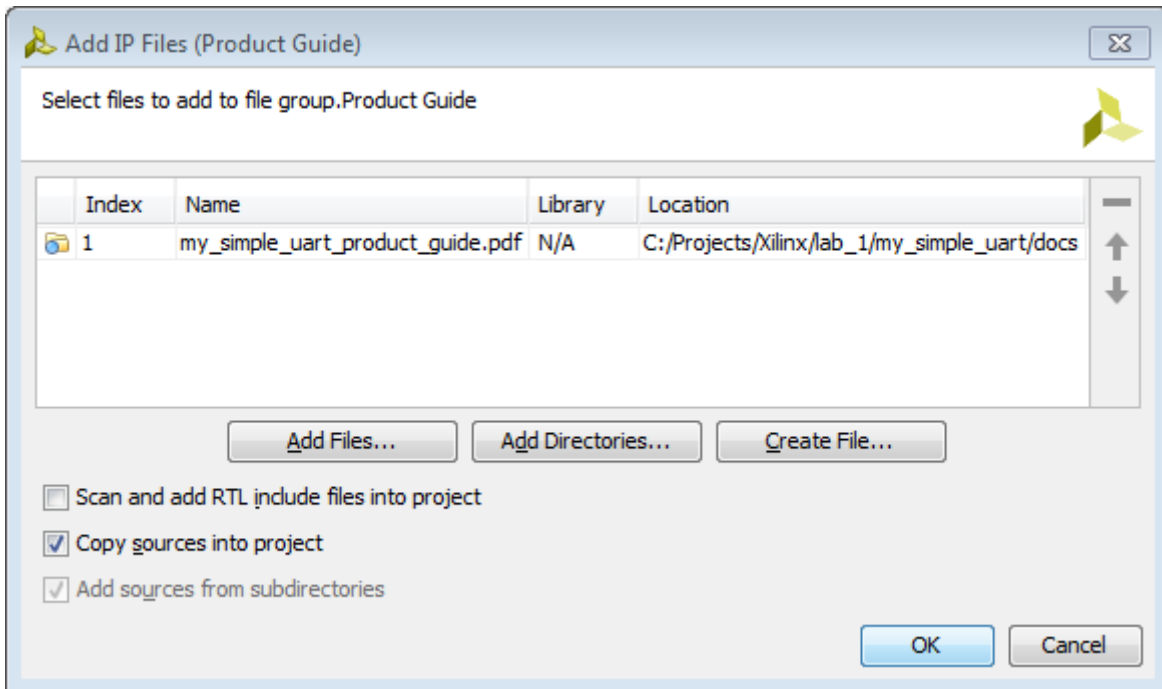 Add IP Files (Product Guide)
Select files to add to file group.Product Guide
Index Name Library Location
1 my_simple_uart_product_guide.pdf N/A C:/Projects/Xilinx/lab_1/my_simple_uart/docs
Add Files... Add Directories... Create File...
Scan and add RTL include files into project
Copy sources into project
Add sources from subdirectories
OK Cancel